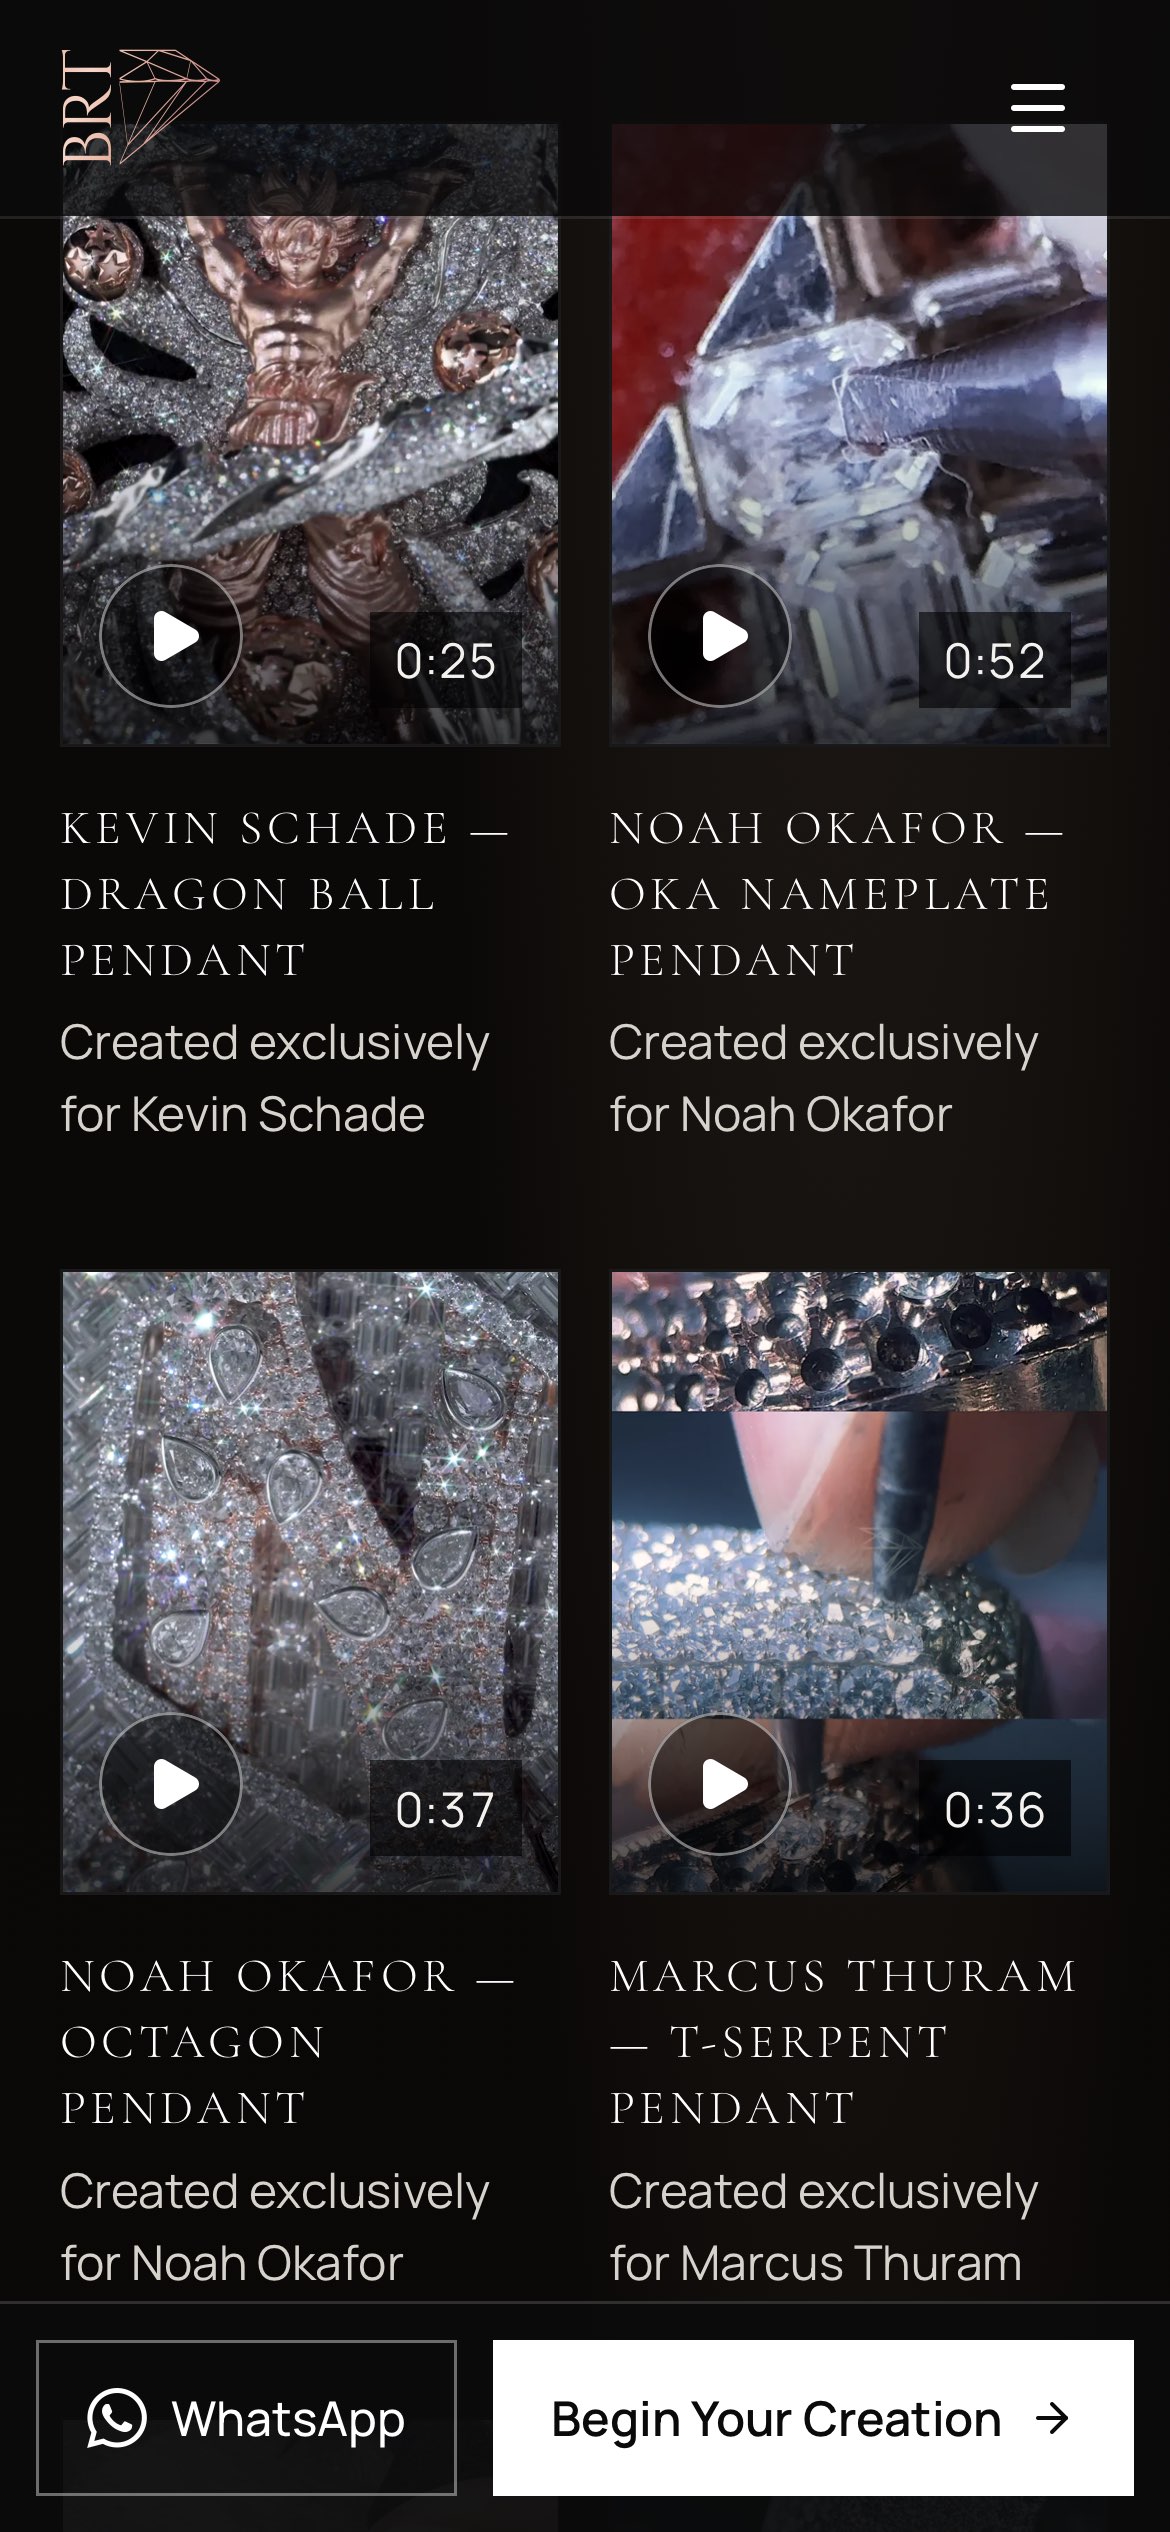 BRT
0:25
0:52
KEVIN SCHADE —
DRAGON BALL
PENDANT
Created exclusively
for Kevin Schade
NOAH OKAFOR —
OKA NAMEPLATE
PENDANT
Created exclusively
for Noah Okafor
0:37
0:36
NOAH OKAFOR —
OCTAGON
PENDANT
Created exclusively
for Noah Okafor
MARCUS THURAM
— T-SERPENT
PENDANT
Created exclusively
for Marcus Thuram
WhatsApp
Begin Your Creation →